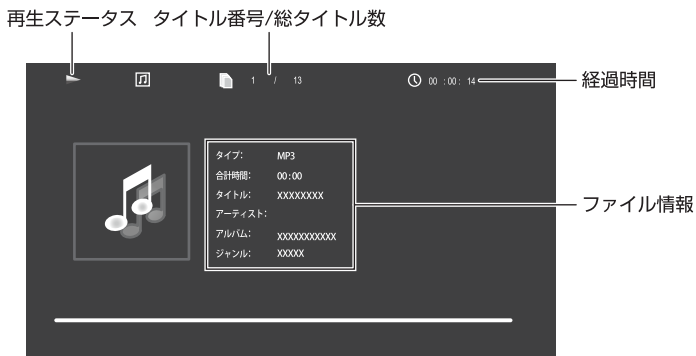 再生ステータス タイトル番号/総タイトル数
1 / 13 00 : 00 : 14 経過時間
タイプ: MP3
合計時間: 00:00
タイトル: XXXXXXXX
ファイル情報
アーティスト:
アルバム: XXXXXXXXXXX
ジャンル: XXXXX